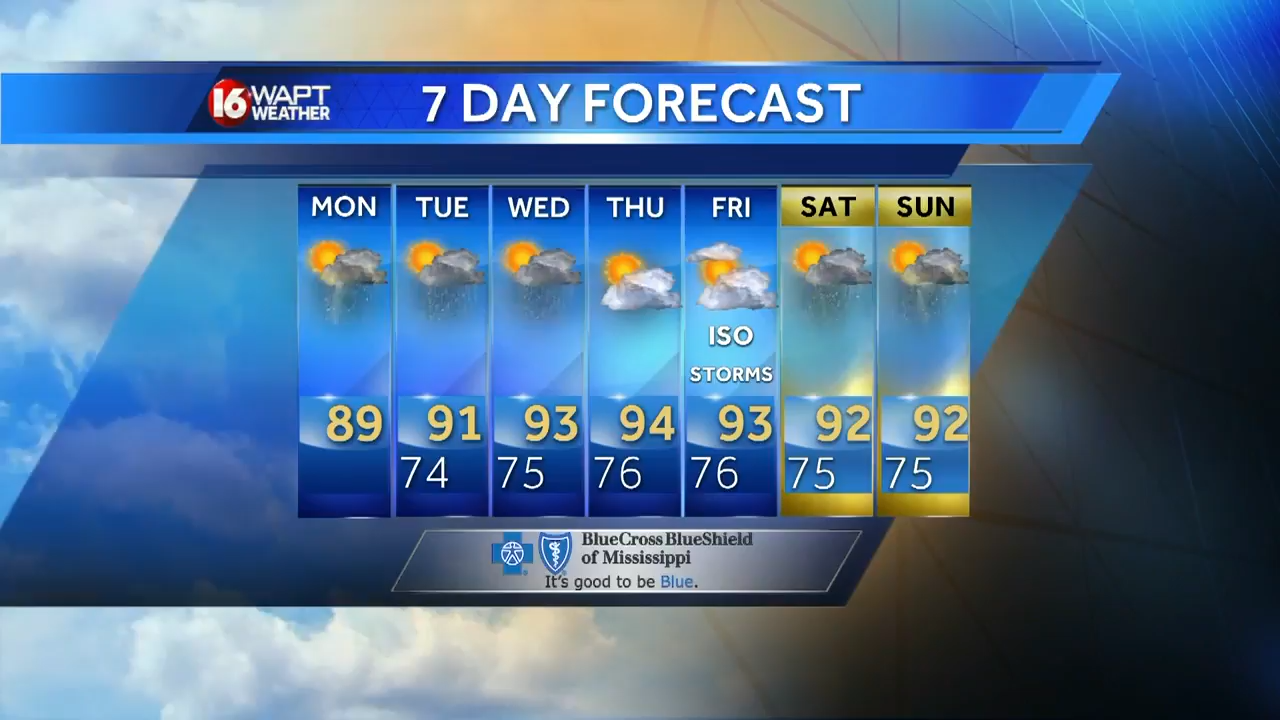 16 WAPT
WEATHER
7 DAY FORECAST
MON TUE WED THU FRI SAT SUN
ISO
STORMS
89 91 93 94 93 92 92
74 75 76 76 75 75
BlueCross BlueShield
of Mississippi
It's good to be Blue.